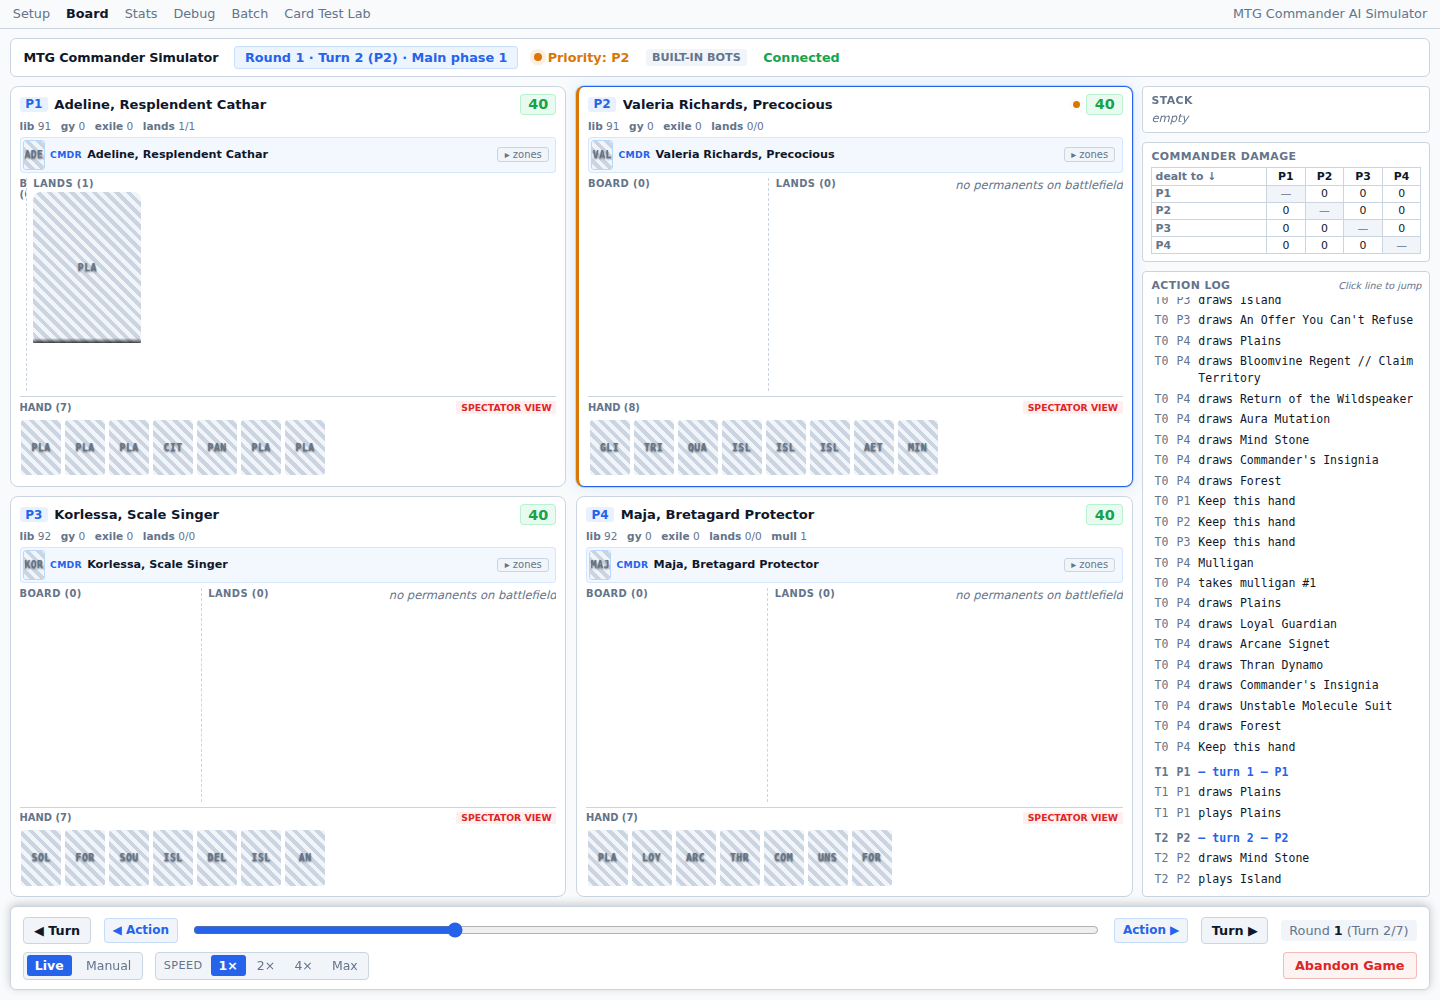 Setup Board Stats Debug Batch Card Test Lab MTG Commander AI Simulator
MTG Commander Simulator Round 1 · Turn 2 (P2) · Main phase 1 Priority: P2 BUILT-IN BOTS Connected
P1 Adeline, Resplendent Cathar 40
lib 91 gy 0 exile 0 lands 1/1
ADE CMDR Adeline, Resplendent Cathar ▸ zones
LANDS (1)
PLA
HAND (7) SPECTATOR VIEW
PLA PLA PLA CIT PAN PLA PLA
P2 Valeria Richards, Precocious 40
lib 91 gy 0 exile 0 lands 0/0
VAL CMDR Valeria Richards, Precocious ▸ zones
BOARD (0) LANDS (0) no permanents on battlefield
HAND (8) SPECTATOR VIEW
GLI TRI QUA ISL ISL ISL AET MIN
P3 Korlessa, Scale Singer 40
lib 92 gy 0 exile 0 lands 0/0
KOR CMDR Korlessa, Scale Singer ▸ zones
BOARD (0) LANDS (0) no permanents on battlefield
HAND (7) SPECTATOR VIEW
SOL FOR SOU ISL DEL ISL AN
P4 Maja, Bretagard Protector 40
lib 92 gy 0 exile 0 lands 0/0 mull 1
MAJ CMDR Maja, Bretagard Protector ▸ zones
BOARD (0) LANDS (0) no permanents on battlefield
HAND (7) SPECTATOR VIEW
PLA LOY ARC THR COM UNS FOR
STACK
empty
COMMANDER DAMAGE
dealt to ↓ P1 P2 P3 P4
P1 — 0 0 0
P2 0 — 0 0
P3 0 0 — 0
P4 0 0 0 —
ACTION LOG Click line to jump
T0 P3 draws Island
T0 P3 draws An Offer You Can't Refuse
T0 P4 draws Plains
T0 P4 draws Bloomvine Regent // Claim
Territory
T0 P4 draws Return of the Wildspeaker
T0 P4 draws Aura Mutation
T0 P4 draws Mind Stone
T0 P4 draws Commander's Insignia
T0 P4 draws Forest
T0 P1 Keep this hand
T0 P2 Keep this hand
T0 P3 Keep this hand
T0 P4 Mulligan
T0 P4 takes mulligan #1
T0 P4 draws Plains
T0 P4 draws Loyal Guardian
T0 P4 draws Arcane Signet
T0 P4 draws Thran Dynamo
T0 P4 draws Commander's Insignia
T0 P4 draws Unstable Molecule Suit
T0 P4 draws Forest
T0 P4 Keep this hand
T1 P1 — turn 1 — P1
T1 P1 draws Plains
T1 P1 plays Plains
T2 P2 — turn 2 — P2
T2 P2 draws Mind Stone
T2 P2 plays Island
◀ Turn ◀ Action Action ▶ Turn ▶ Round 1 (Turn 2/7)
Live Manual SPEED 1× 2× 4× Max Abandon Game